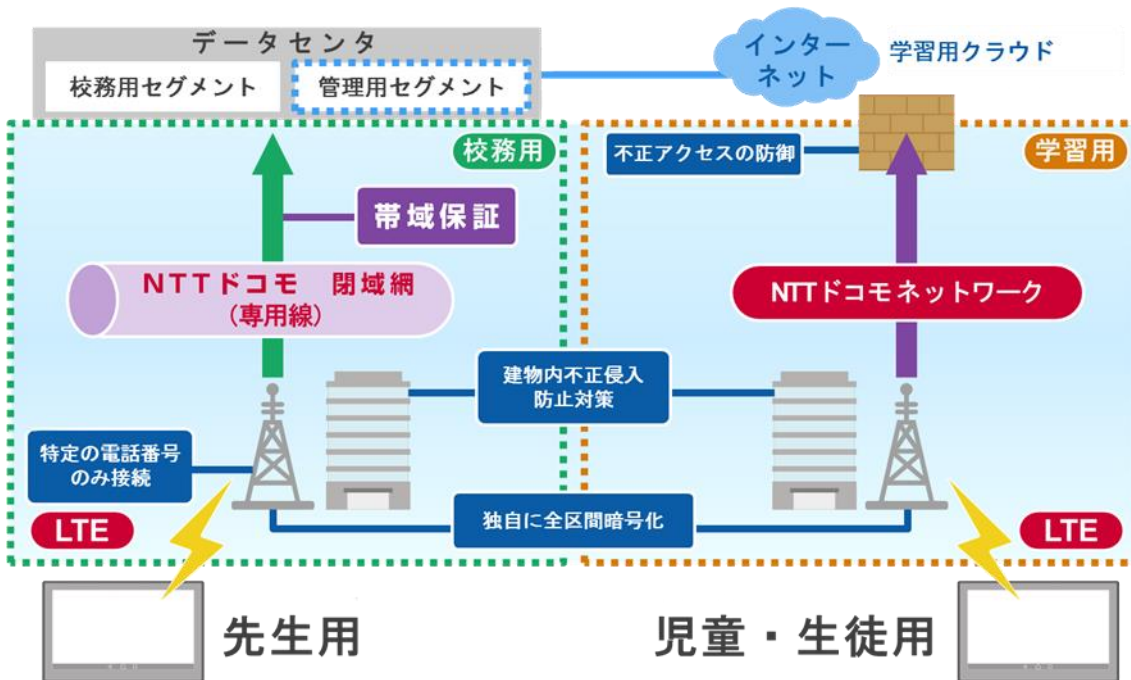 データセンタ
校務用セグメント
管理用セグメント
インター
ネット
学習用クラウド
校務用
不正アクセスの防御
学習用
帯域保証
NTTドコモ 閉域網
(専用線)
NTTドコモネットワーク
建物内不正侵入
防止対策
特定の電話番号
のみ接続
独自に全区間暗号化
LTE
LTE
先生用
児童・生徒用